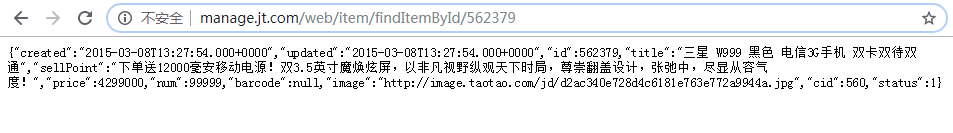 不安全 manage.jt.com/web/item/findItemById/562379
{"created":"2015-03-08T13:27:54.000+0000","updated":"2015-03-08T13:27:54.000+0000","id":562379,"title":"三星 W999 黑色 电信3G手机 双卡双待双
通","sellPoint":"下单送12000毫安移动电源！双3.5英寸魔焕炫屏，以非凡视野纵观天下时局，尊崇翻盖设计，张弛中，尽显从容气
度！","price":4299000,"num":99999,"barcode":null,"image":"http://image.taotao.com/jd/d2ac340e728d4c6181e763e772a9944a.jpg","cid":560,"status":1}